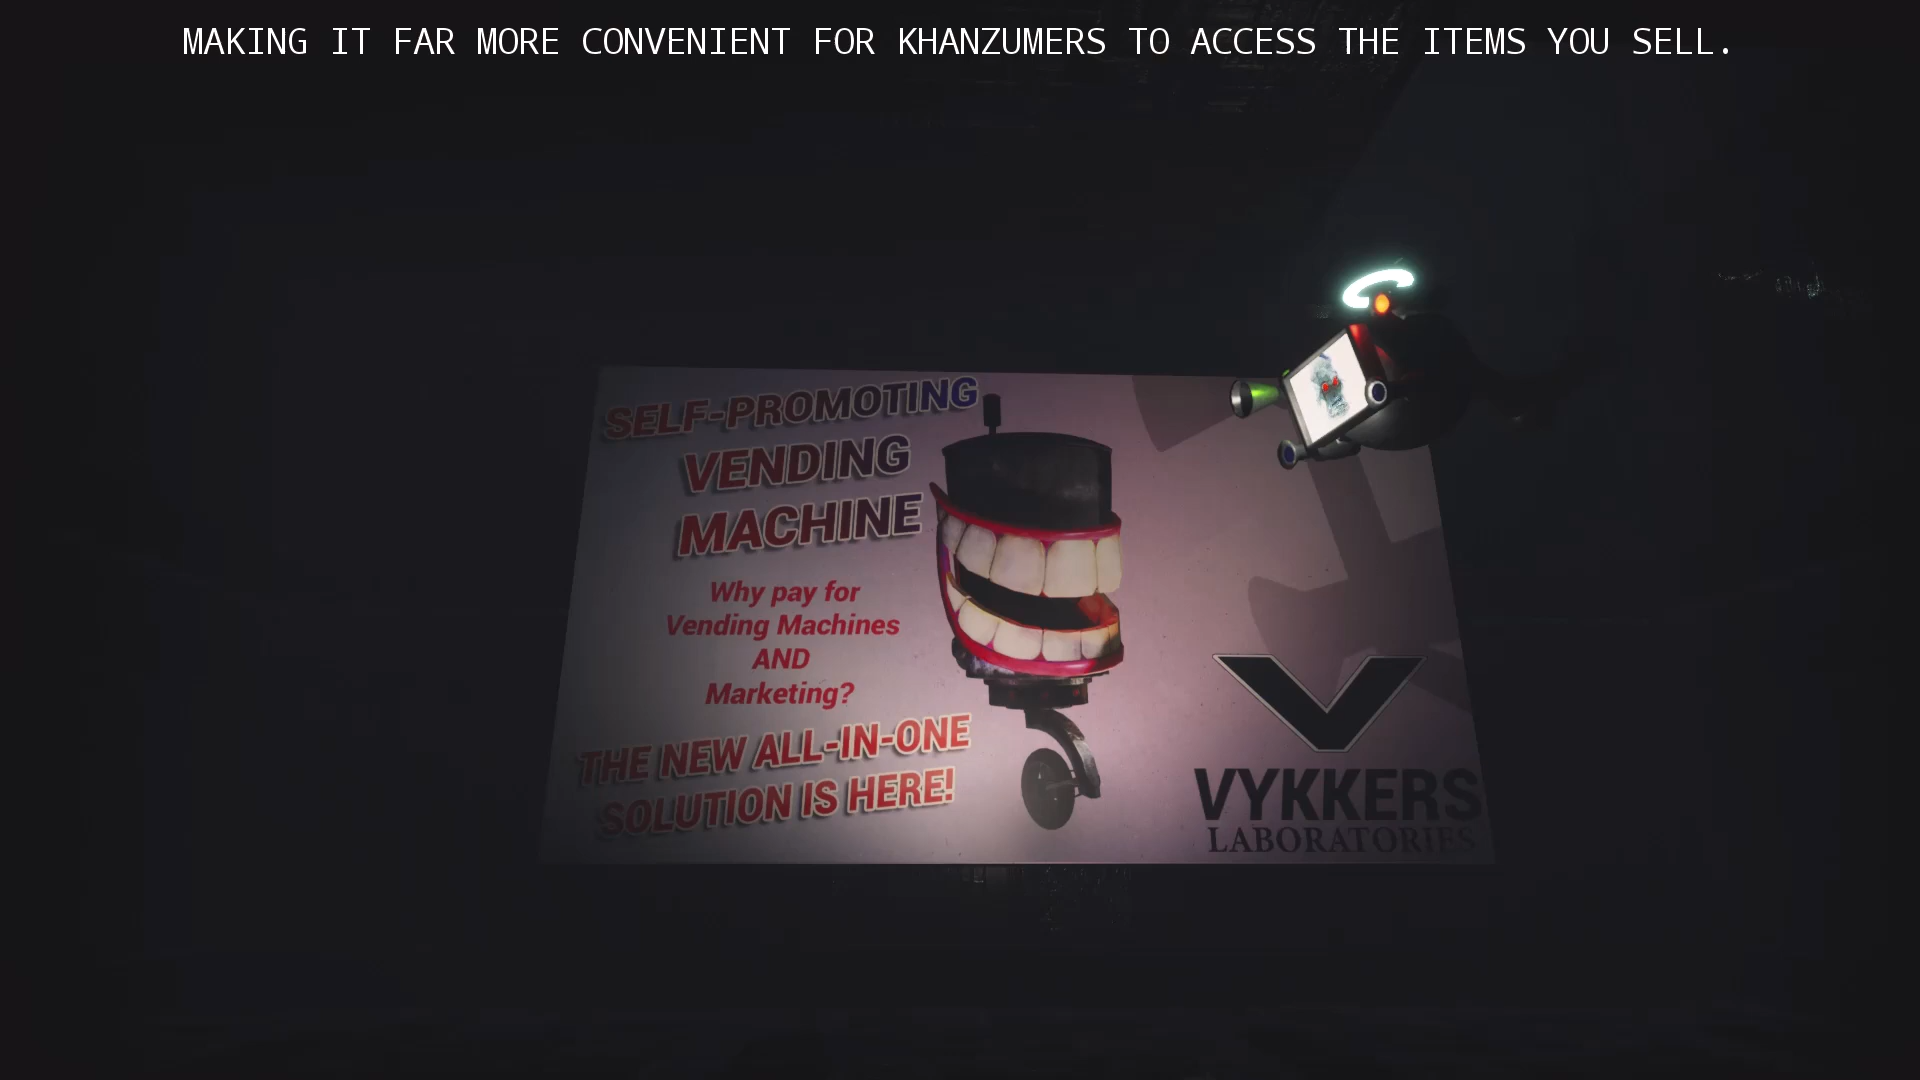 MAKING IT FAR MORE CONVENIENT FOR KHANZUMERS TO ACCESS THE ITEMS YOU SELL.
SELF-PROMOTING
VENDING
MACHINE
Why pay for
Vending Machines
AND
Marketing?
THE NEW ALL-IN-ONE
SOLUTION IS HERE!
VYKKERS
LABORATORIES